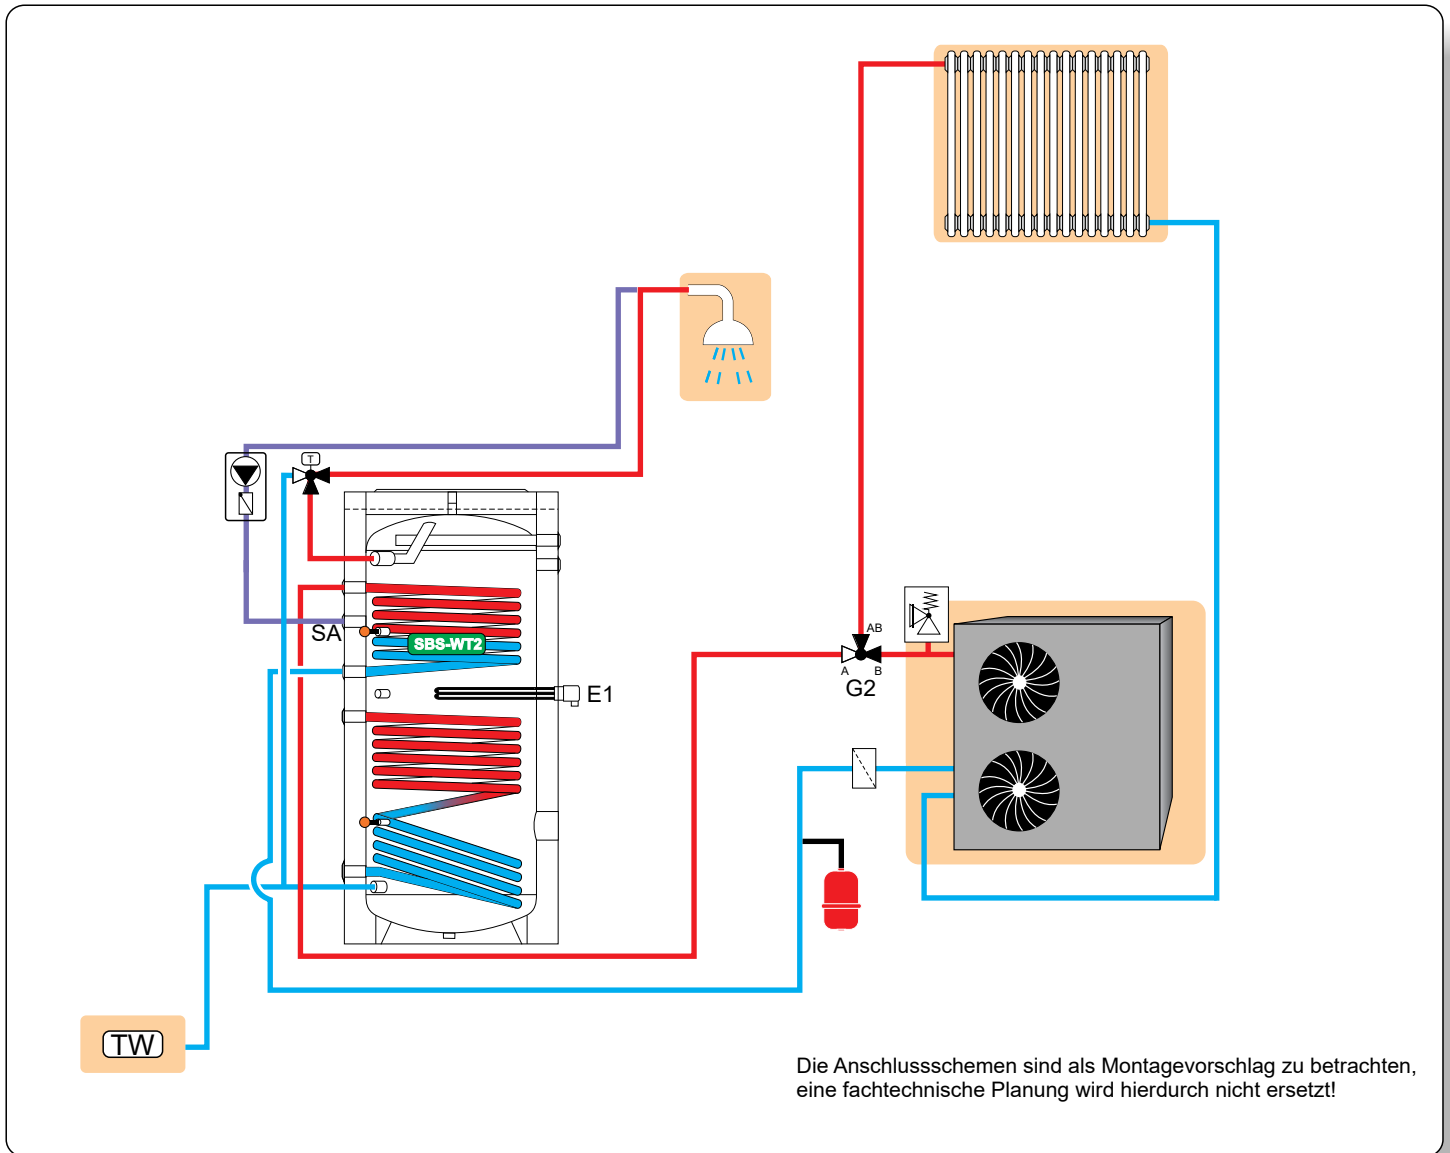 T
SA
SBS-WT2
E1
AB
A
B
G2
TW
Die Anschlussschemen sind als Montagevorschlag zu betrachten,
eine fachtechnische Planung wird hierdurch nicht ersetzt!